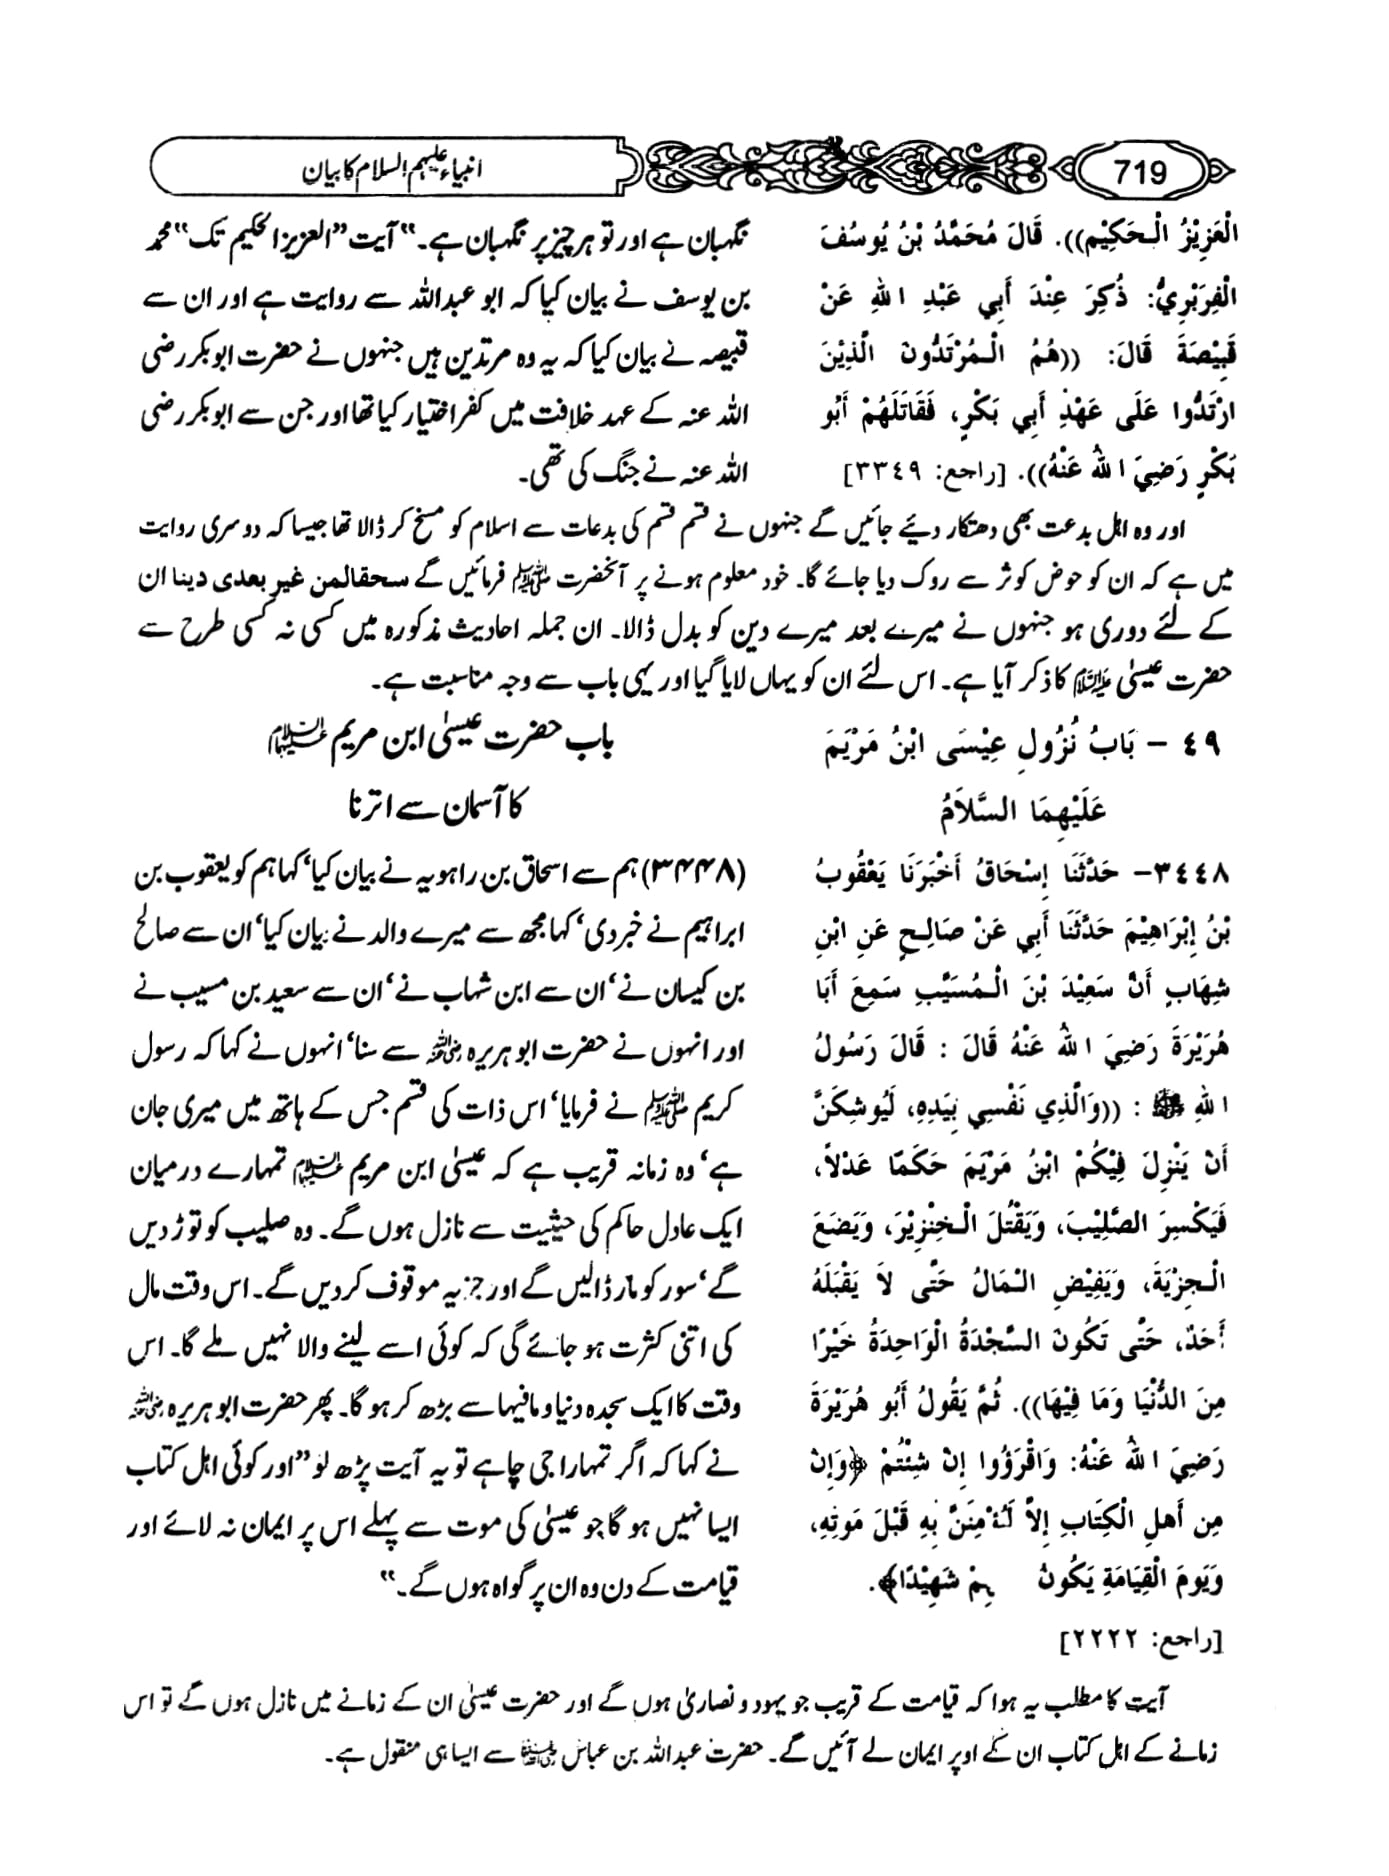 719
انبیاء علیہم السلام کا بیان
الْعَزِيْزُ الْحَكِيْمِ)). قَالَ مُحَمَّدُ بْنُ يُوسُفَ
الْفِرَبْرِيُّ: ذُكِرَ عِنْدَ أَبِي عَبْدِ اللهِ عَنْ
قَبِيْصَةَ قَالَ: ((هُمُ الْمُرْتَدُّونَ الَّذِيْنَ
ارْتَدُّوا عَلَى عَهْدِ أَبِي بَكْرٍ، فَقَاتَلَهُمْ أَبُو
بَكْرٍ رَضِيَ اللهُ عَنْهُ)). [راجع: ٣٣٤٩]
نگہبان ہے اور تو ہر چیز پر نگہبان ہے۔“ آیت ”العزیز الحکیم تک“ محمد
بن یوسف نے بیان کیا کہ ابو عبداللہ سے روایت ہے اور ان سے
قبیصہ نے بیان کیا کہ یہ وہ مرتدین ہیں جنہوں نے حضرت ابو بکر رضی
اللہ عنہ کے عہد خلافت میں کفر اختیار کیا تھا اور جن سے ابو بکر رضی
اللہ عنہ نے جنگ کی تھی۔
اور وہ اہل بدعت بھی دھتکار دیئے جائیں گے جنہوں نے قسم قسم کی بدعات سے اسلام کو مسخ کر ڈالا تھا جیسا کہ دوسری روایت
میں ہے کہ ان کو حوض کوثر سے روک دیا جائے گا۔ خود معلوم ہونے پر آنحضرت ﷺ فرمائیں گے سحقالمن غیر بعدی دینا ان
کے لئے دوری ہو جنہوں نے میرے بعد میرے دین کو بدل ڈالا۔ ان جملہ احادیث مذکورہ میں کسی نہ کسی طرح سے
حضرت عیسیٰ علیہ السلام کا ذکر آیا ہے۔ اس لئے ان کو یہاں لایا گیا اور یہی باب سے وجہ مناسبت ہے۔
٤٩ – بَابُ نُزُولِ عِيْسَى ابْنُ مَرْيَمَ
عَلَيْهِمَا السَّلاَمُ
باب حضرت عیسیٰ ابن مریم علیہما السلام
کا آسمان سے اترنا
٣٤٤٨– حَدَّثَنَا إِسْحَاقُ أَخْبَرَنَا يَعْقُوبُ
بْنُ إِبْرَاهِيْمَ حَدَّثَنَا أَبِي عَنْ صَالِحٍ عَنِ ابْنِ
شِهَابٍ أَنَّ سَعِيْدَ بْنَ الْمُسَيَّبِ سَمِعَ أَبَا
هُرَيْرَةَ رَضِيَ اللهُ عَنْهُ قَالَ : قَالَ رَسُولُ
اللهِ ﷺ : ((وَالَّذِي نَفْسِي بِيَدِهِ، لَيُوشِكَنَّ
أَنْ يَنْزِلَ فِيْكُمْ ابْنُ مَرْيَمَ حَكَمًا عَدْلاً،
فَيَكْسِرَ الصَّلِيْبَ، وَيَقْتُلَ الْخِنْزِيْرَ، وَيَضَعَ
الْجِزْيَةَ، وَيَفِيْضِ الْمَالُ حَتَّى لاَ يَقْبَلَهُ
أَحَدٌ، حَتَّى تَكُونَ السَّجْدَةُ الْوَاحِدَةُ خَيْرًا
مِنَ الدُّنْيَا وَمَا فِيْهَا)). ثُمَّ يَقُولُ أَبُو هُرَيْرَةَ
رَضِيَ اللهُ عَنْهُ: وَاقْرَؤُوا إِنْ شِئْتُمْ ﴿وَإِنْ
مِن أَهلِ الْكِتَابِ إِلاَّ لَيُؤْمِنَنَّ بِهِ قَبْلَ مَوتِهِ،
وَيَومَ الْقِيَامَةِ يَكُونُ شَهِيْدًا﴾.
[راجع: ٢٢٢٢]
(۳۴۴۸) ہم سے اسحاق بن راہویہ نے بیان کیا‘ کہا ہم کو یعقوب بن
ابراہیم نے خبر دی‘ کہا مجھ سے میرے والد نے بیان کیا‘ ان سے صالح
بن کیسان نے‘ ان سے ابن شہاب نے‘ ان سے سعید بن مسیب نے
اور انہوں نے حضرت ابو ہریرہ رضی اللہ عنہ سے سنا‘ انہوں نے کہا کہ رسول
کریم ﷺ نے فرمایا‘ اس ذات کی قسم جس کے ہاتھ میں میری جان
ہے‘ وہ زمانہ قریب ہے کہ عیسیٰ ابن مریم علیہما السلام تمہارے درمیان
ایک عادل حاکم کی حیثیت سے نازل ہوں گے۔ وہ صلیب کو توڑ دیں
گے‘ سور کو مار ڈالیں گے اور جزیہ موقوف کر دیں گے۔ اس وقت مال
کی اتنی کثرت ہو جائے گی کہ کوئی اسے لینے والا نہیں ملے گا۔ اس
وقت کا ایک سجدہ دنیا و مافیہا سے بڑھ کر ہو گا۔ پھر حضرت ابو ہریرہ رضی اللہ عنہ
نے کہا کہ اگر تمہارا جی چاہے تو یہ آیت پڑھ لو ”اور کوئی اہل کتاب
ایسا نہیں ہو گا جو عیسیٰ کی موت سے پہلے اس پر ایمان نہ لائے اور
قیامت کے دن وہ ان پر گواہ ہوں گے۔“
آیت کا مطلب یہ ہوا کہ قیامت کے قریب جو یہود و نصاریٰ ہوں گے اور حضرت عیسیٰ ان کے زمانے میں نازل ہوں گے تو اس
زمانے کے اہل کتاب ان کے اوپر ایمان لے آئیں گے۔ حضرت عبداللہ بن عباس رضی اللہ عنہما سے ایسا ہی منقول ہے۔